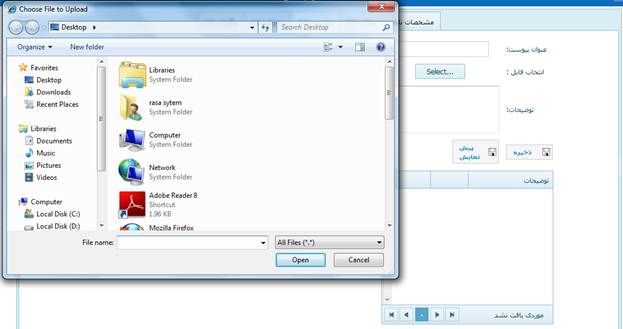 Choose File to Upload
Desktop
Search Desktop
Organize
New folder
Favorites
Desktop
Downloads
Recent Places
Libraries
Documents
Music
Pictures
Videos
Computer
Local Disk (C:)
Local Disk (D:)
Libraries
System Folder
rasa sytem
System Folder
Computer
System Folder
Network
System Folder
Adobe Reader 8
Shortcut
1.96 KB
Mozilla Firefox
File name:
All Files (*.*)
Open
Cancel
مشخصات
عنوان پیوست:
انتخاب فایل :
Select...
توضیحات:
پیش نمایش
ذخیره
توضیحات
موردی یافت نشد